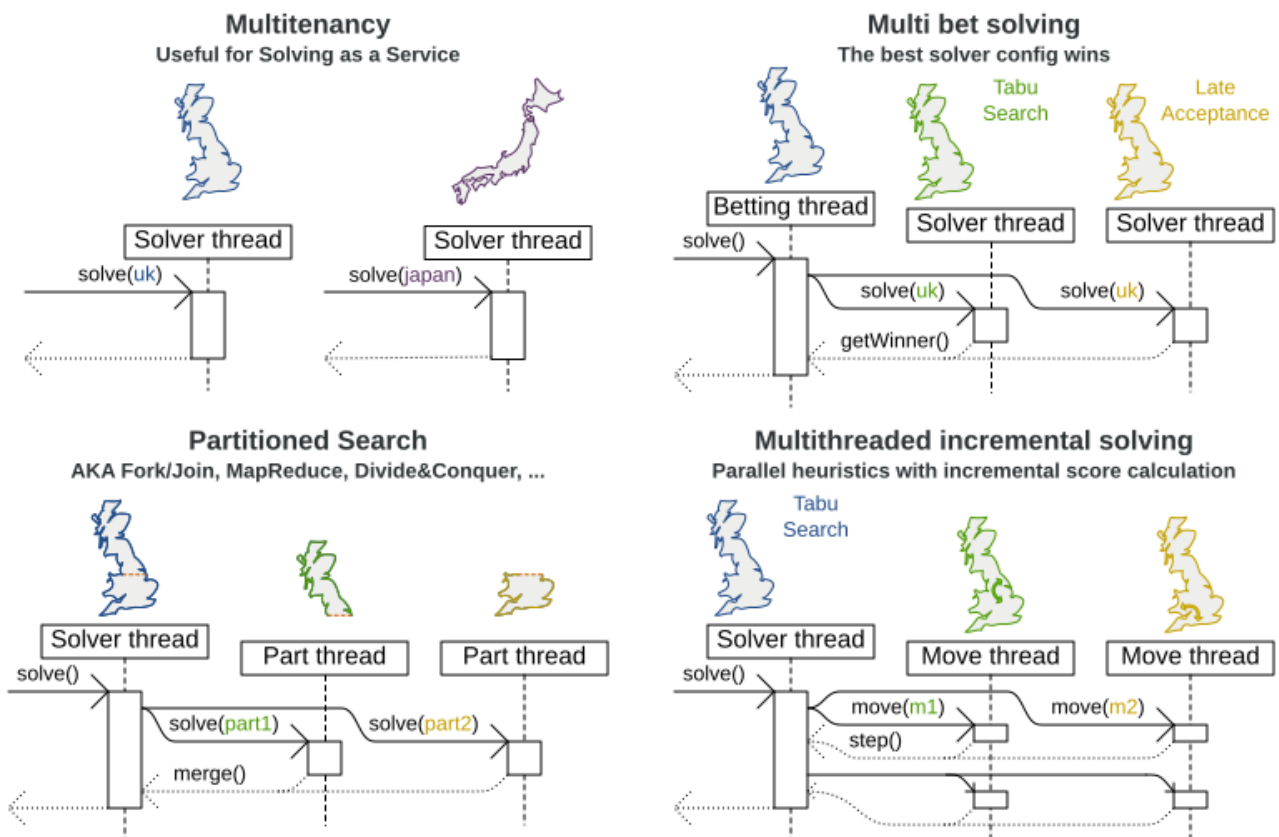 Multitenancy
Useful for Solving as a Service
Solver thread
Solver thread
solve(uk)
solve(japan)
Multi bet solving
The best solver config wins
Tabu
Search
Late
Acceptance
Betting thread
Solver thread
Solver thread
solve()
solve(uk)
solve(uk)
getWinner()
Partitioned Search
AKA Fork/Join, MapReduce, Divide&Conquer, ...
Solver thread
Part thread
Part thread
solve()
solve(part1)
solve(part2)
merge()
Multithreaded incremental solving
Parallel heuristics with incremental score calculation
Tabu
Search
Solver thread
Move thread
Move thread
solve()
move(m1)
move(m2)
step()